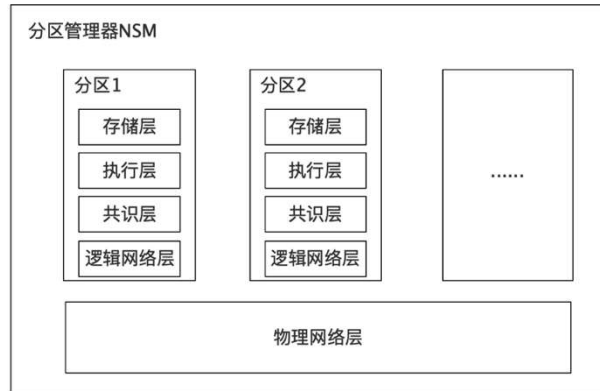 分区管理器NSM
分区1
存储层
执行层
共识层
逻辑网络层
分区2
存储层
执行层
共识层
逻辑网络层
......
物理网络层